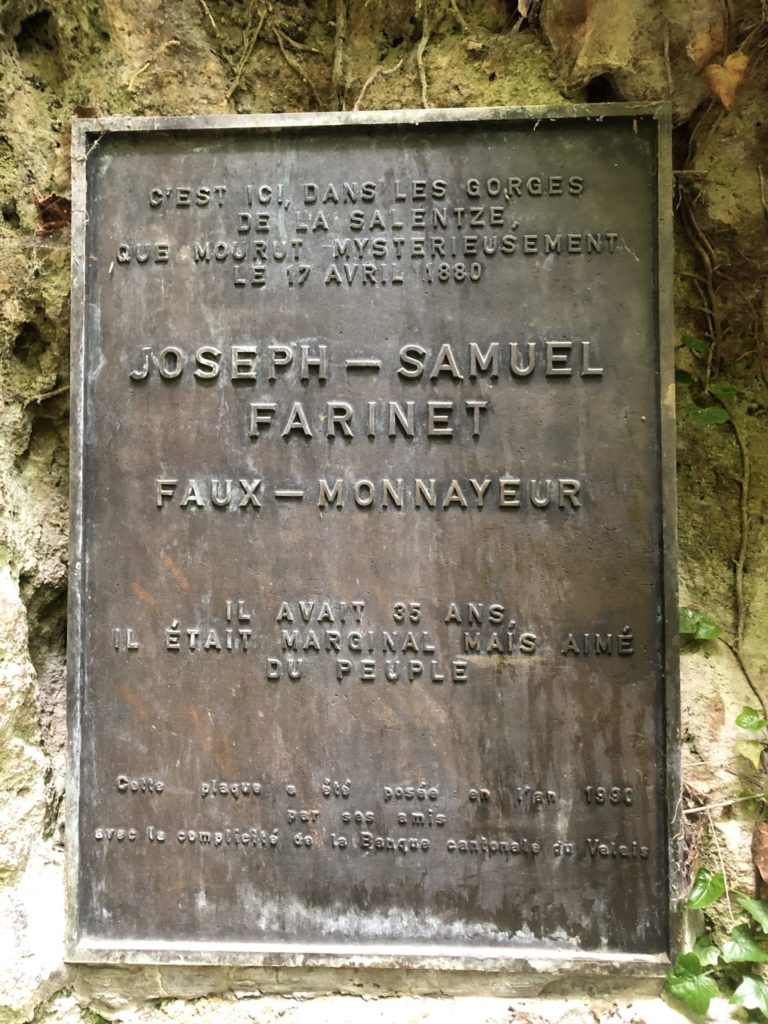 C'EST ICI, DANS LES GORGES
DE LA SALENTZE,
QUE MOURUT MYSTERIEUSEMENT
LE 17 AVRIL 1880
JOSEPH – SAMUEL
FARINET
FAUX – MONNAYEUR
IL AVAIT 35 ANS,
IL ÉTAIT MARGINAL MAIS AIMÉ
DU PEUPLE
Cette plaque a été posée en l'an 1990
par ses amis
avec la complicité de la Banque cantonale du Valais